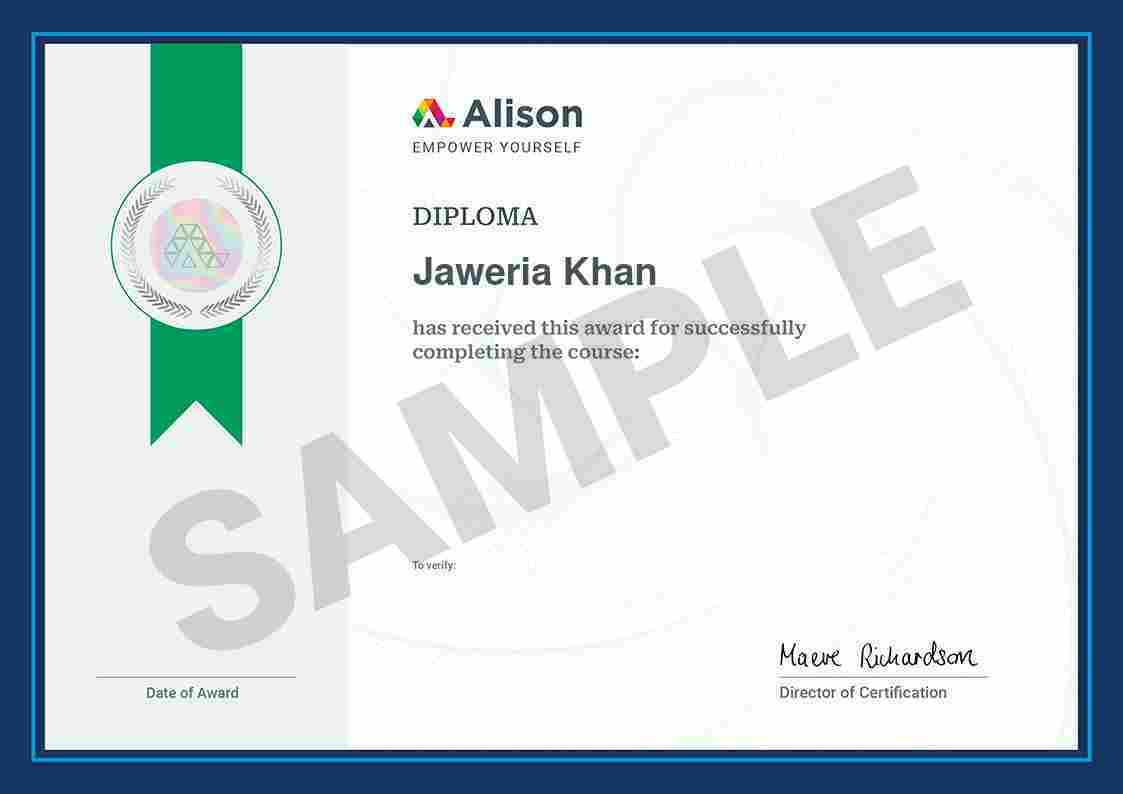 Alison
EMPOWER YOURSELF
DIPLOMA
Jaweria Khan
has received this award for successfully
completing the course:
SAMPLE
To verify:
Maeve Richardson
Date of Award
Director of Certification